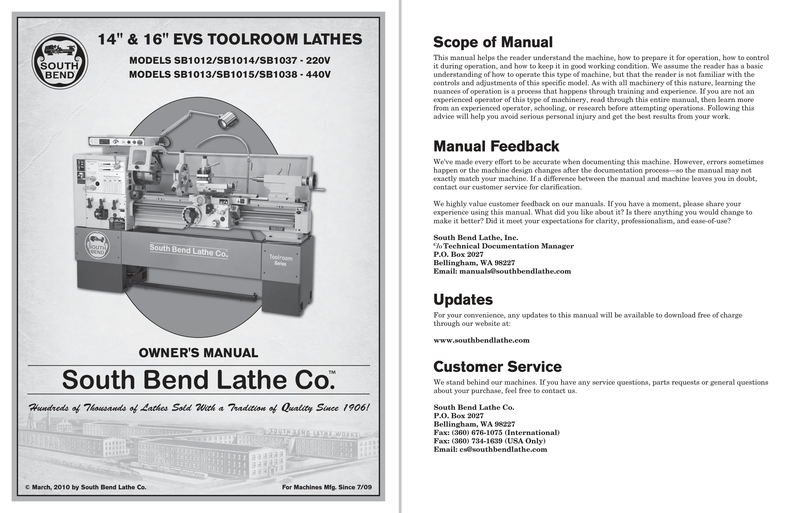 14" & 16" EVS TOOLROOM LATHES
SOUTH
BEND
MODELS SB1012/SB1014/SB1037 - 220V
MODELS SB1013/SB1015/SB1038 - 440V
SOUTH
BEND
South Bend Lathe Co.
Toolroom
Series
OWNER'S MANUAL
South Bend Lathe Co.™
Hundreds of Thousands of Lathes Sold With a Tradition of Quality Since 1906!
SOUTH BEND LATHE WORKS
© March, 2010 by South Bend Lathe Co.
For Machines Mfg. Since 7/09
Scope of Manual
This manual helps the reader understand the machine, how to prepare it for operation, how to control
it during operation, and how to keep it in good working condition. We assume the reader has a basic
understanding of how to operate this type of machine, but that the reader is not familiar with the
controls and adjustments of this specific model. As with all machinery of this nature, learning the
nuances of operation is a process that happens through training and experience. If you are not an
experienced operator of this type of machinery, read through this entire manual, then learn more
from an experienced operator, schooling, or research before attempting operations. Following this
advice will help you avoid serious personal injury and get the best results from your work.
Manual Feedback
We've made every effort to be accurate when documenting this machine. However, errors sometimes
happen or the machine design changes after the documentation process—so the manual may not
exactly match your machine. If a difference between the manual and machine leaves you in doubt,
contact our customer service for clarification.
We highly value customer feedback on our manuals. If you have a moment, please share your
experience using this manual. What did you like about it? Is there anything you would change to
make it better? Did it meet your expectations for clarity, professionalism, and ease-of-use?
South Bend Lathe, Inc.
C/O Technical Documentation Manager
P.O. Box 2027
Bellingham, WA 98227
Email: manuals@southbendlathe.com
Updates
For your convenience, any updates to this manual will be available to download free of charge
through our website at:
www.southbendlathe.com
Customer Service
We stand behind our machines. If you have any service questions, parts requests or general questions
about your purchase, feel free to contact us.
South Bend Lathe Co.
P.O. Box 2027
Bellingham, WA 98227
Fax: (360) 676-1075 (International)
Fax: (360) 734-1639 (USA Only)
Email: cs@southbendlathe.com